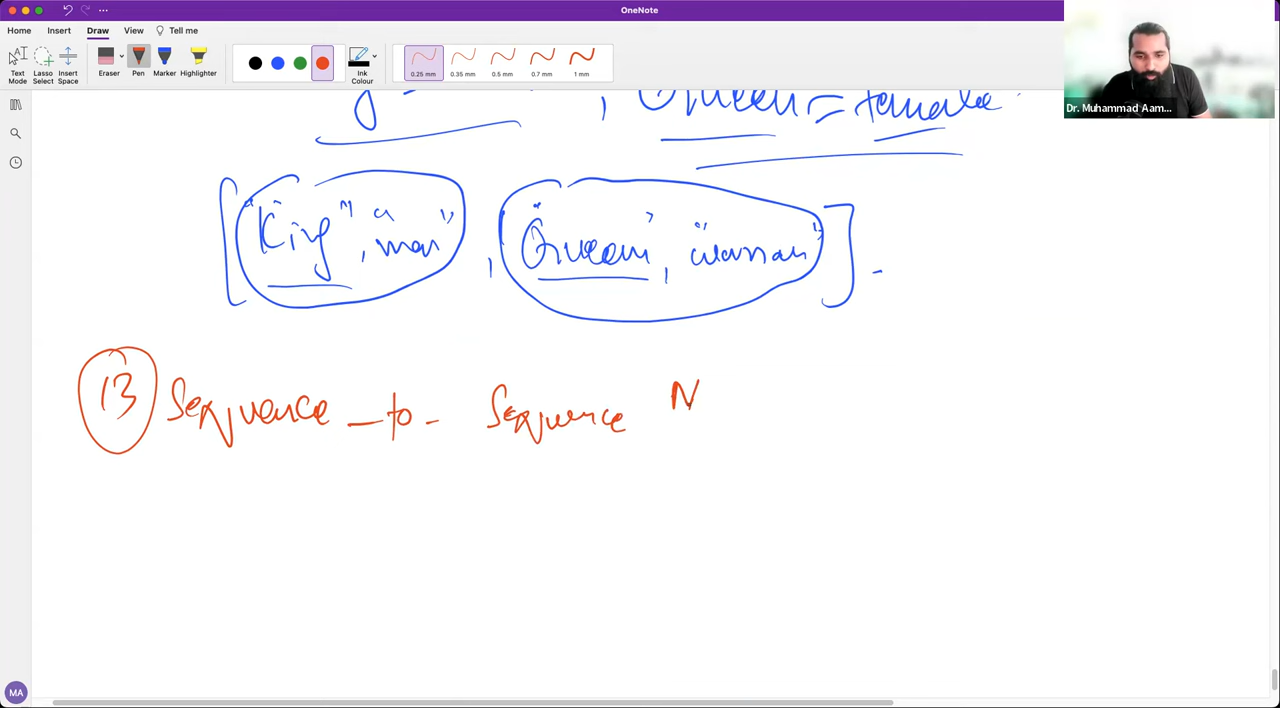 OneNote
Home Insert Draw View Tell me
Text Mode Lasso Select Insert Space Eraser Pen Marker Highlighter Ink Colour 0.25 mm 0.35 mm 0.5 mm 0.7 mm 1 mm
Dr. Muhammad Aam...
, Queen = female
["King", "man", "Queen", "woman"]
13 Sequence - to - Sequence N
MA